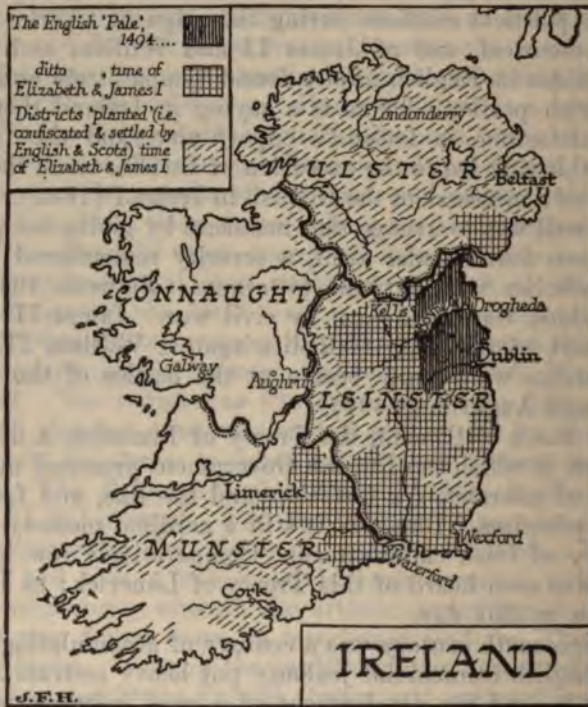 The English 'Pale',
1494....
ditto , time of
Elizabeth & James I
Districts 'planted' (i.e.
confiscated & settled by
English & Scots) time
of Elizabeth & James I
Londonderry
ULSTER
Belfast
CONNAUGHT
Kells
Drogheda
Galway
Dublin
Aughrim
LEINSTER
Limerick
Wexford
MUNSTER
Waterford
Cork
IRELAND
J.F.H.